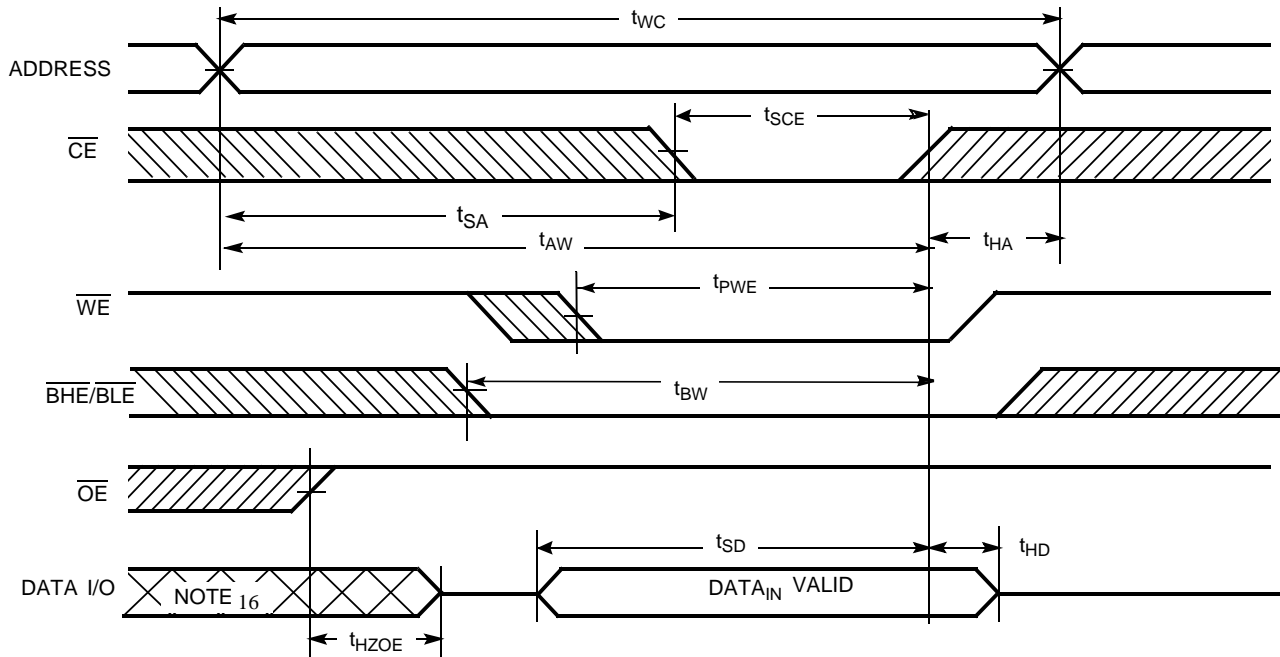 tWC
ADDRESS
tSCE
CE
tSA
tAW
tHA
tPWE
WE
tBW
BHE/BLE
OE
tSD
tHD
DATA I/O
NOTE 16
DATAIN VALID
tHZOE